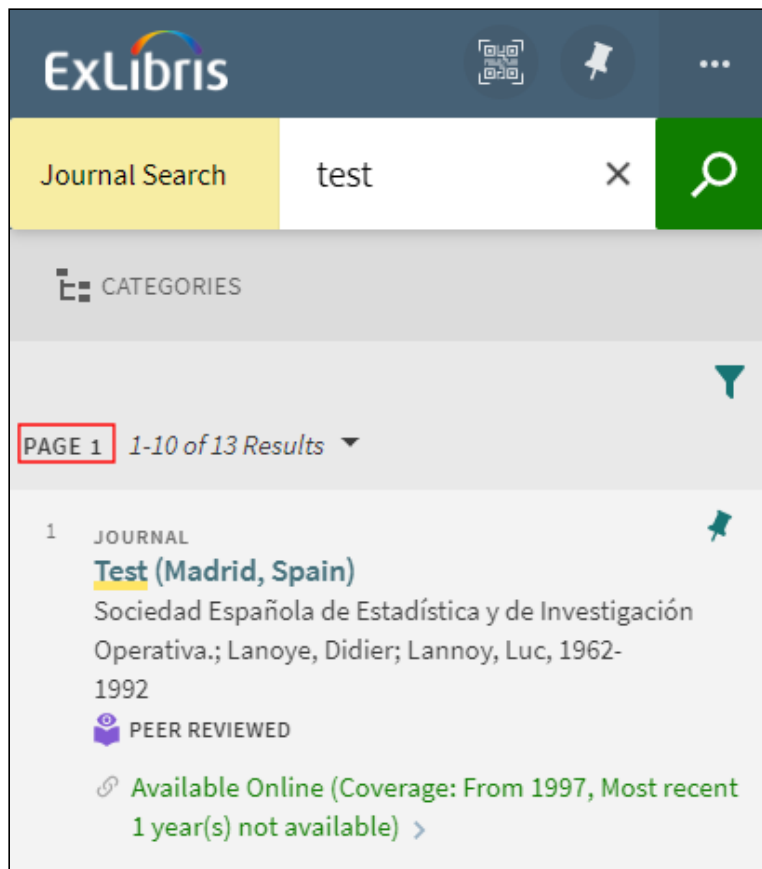 ExLibris
Journal Search test
CATEGORIES
PAGE 1 1-10 of 13 Results
1 JOURNAL
Test (Madrid, Spain)
Sociedad Española de Estadística y de Investigación
Operativa.; Lanoye, Didier; Lannoy, Luc, 1962-
1992
PEER REVIEWED
Available Online (Coverage: From 1997, Most recent
1 year(s) not available)